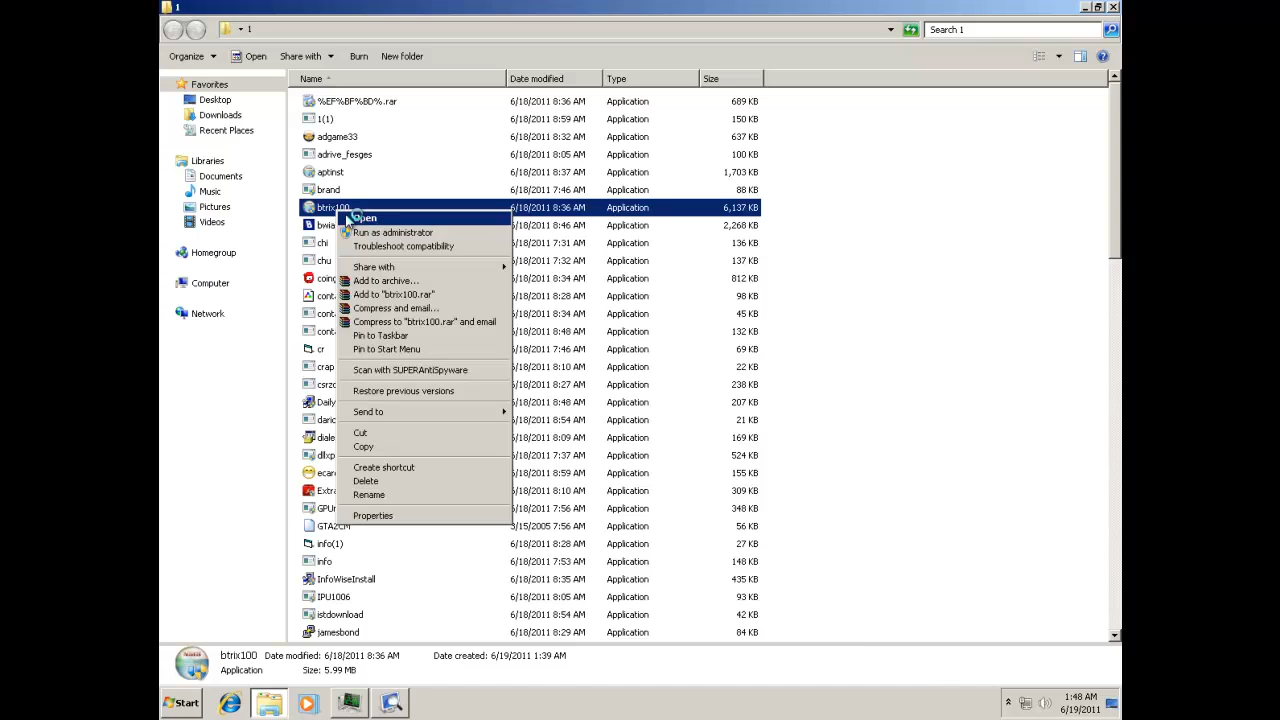 1
1
Search 1
Organize
Open
Share with
Burn
New folder
Name
Date modified
Type
Size
Favorites
Desktop
Downloads
Recent Places
Libraries
Documents
Music
Pictures
Videos
Homegroup
Computer
Network
%EF%BF%BD%.rar 6/18/2011 8:36 AM Application 689 KB
1(1) 6/18/2011 8:59 AM Application 150 KB
adgame33 6/18/2011 8:32 AM Application 637 KB
adrive_fesges 6/18/2011 8:05 AM Application 100 KB
aptinst 6/18/2011 8:37 AM Application 1,703 KB
brand 6/18/2011 7:46 AM Application 88 KB
btrix100 6/18/2011 8:36 AM Application 6,137 KB
bwia 6/18/2011 8:39 AM Application 2,268 KB
chi 6/18/2011 7:31 AM Application 136 KB
chu 6/18/2011 7:32 AM Application 136 KB
coing 6/18/2011 8:36 AM Application 812 KB
cont 6/18/2011 8:28 AM Application 98 KB
cont 6/18/2011 8:34 AM Application 45 KB
cont 6/18/2011 8:48 AM Application 132 KB
cr 6/18/2011 7:46 AM Application 69 KB
crap 6/18/2011 7:36 AM Application 22 KB
csrz 6/18/2011 8:27 AM Application 238 KB
Daily 6/18/2011 8:48 AM Application 207 KB
daric 6/18/2011 8:54 AM Application 42 KB
diale 6/18/2011 8:09 AM Application 169 KB
dllxp 6/18/2011 7:37 AM Application 524 KB
ecar 6/18/2011 8:59 AM Application 155 KB
Extra 6/18/2011 8:10 AM Application 309 KB
GPUr 6/18/2011 7:56 AM Application 34 KB
GTA2CM 3/15/2005 7:56 AM Application 56 KB
info(1) 6/18/2011 8:28 AM Application 27 KB
info 6/18/2011 7:53 AM Application 148 KB
InfoWiseInstall 6/18/2011 8:35 AM Application 435 KB
IPU1006 6/18/2011 8:05 AM Application 93 KB
istdownload 6/18/2011 8:54 AM Application 42 KB
jamesbond 6/18/2011 8:29 AM Application 84 KB
Open
Run as administrator
Troubleshoot compatibility
Share with
Add to archive...
Add to "btrix100.rar"
Compress and email...
Compress to "btrix100.rar" and email
Pin to Taskbar
Pin to Start Menu
Scan with SUPERAntiSpyware
Restore previous versions
Send to
Cut
Copy
Create shortcut
Delete
Rename
Properties
btrix100 Date modified: 6/18/2011 8:36 AM Date created: 6/19/2011 1:39 AM
Application Size: 5.99 MB
Start
1:48 AM
6/19/2011